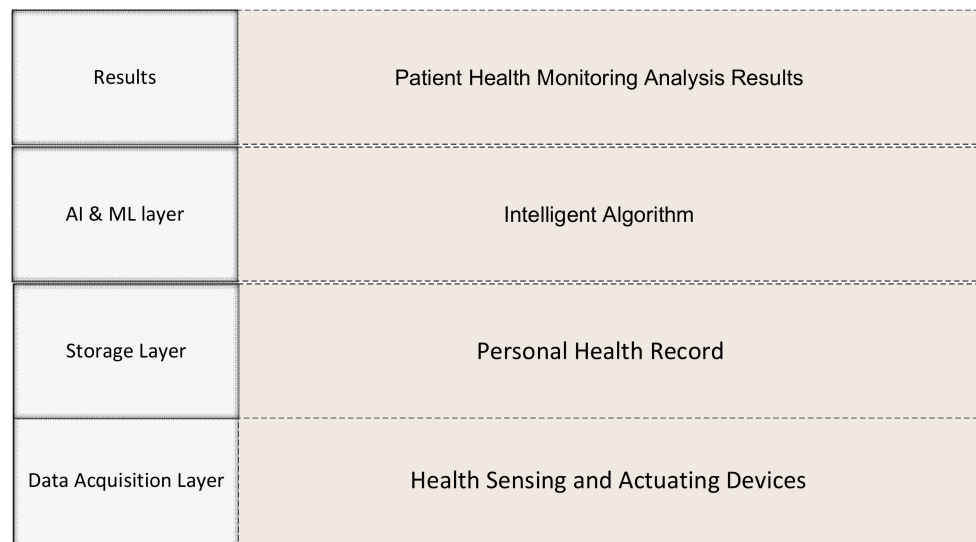 Results
Patient Health Monitoring Analysis Results
AI & ML layer
Intelligent Algorithm
Storage Layer
Personal Health Record
Data Acquisition Layer
Health Sensing and Actuating Devices